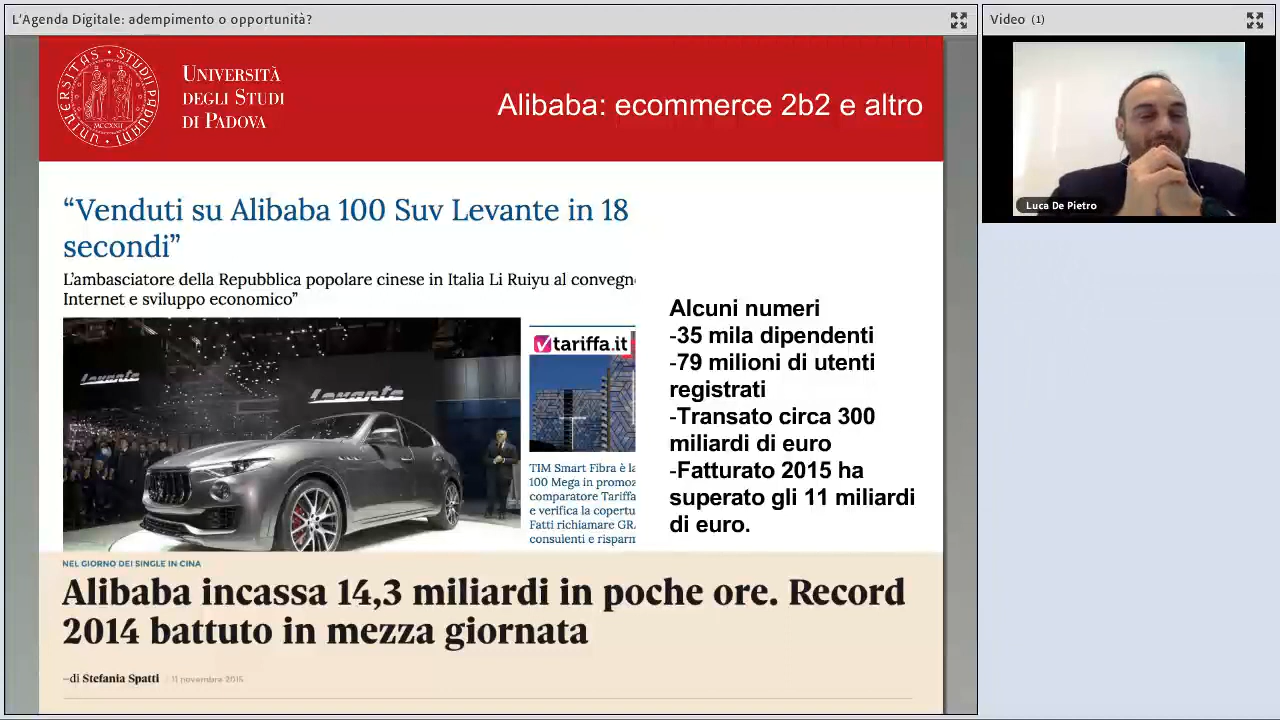 L'Agenda Digitale: adempimento o opportunità?
Video (1)
UNIVERSITÀ
DEGLI STUDI
DI PADOVA
UNIVERSITAS STUDII PADUANI
MCCXXII
Alibaba: ecommerce 2b2 e altro
Luca De Pietro
“Venduti su Alibaba 100 Suv Levante in 18
secondi”
L'ambasciatore della Repubblica popolare cinese in Italia Li Ruiyu al convegn
Internet e sviluppo economico”
Levante
Levante
tariffa.it
TIM Smart Fibra è la
100 Mega in promoz
comparatore Tariffa
e verifica la copertu
Fatti richiamare GRA
consulenti e risparm
Alcuni numeri
-35 mila dipendenti
-79 milioni di utenti
registrati
-Transato circa 300
miliardi di euro
-Fatturato 2015 ha
superato gli 11 miliardi
di euro.
NEL GIORNO DEI SINGLE IN CINA
Alibaba incassa 14,3 miliardi in poche ore. Record
2014 battuto in mezza giornata
–di Stefania Spatti 11 novembre 2015